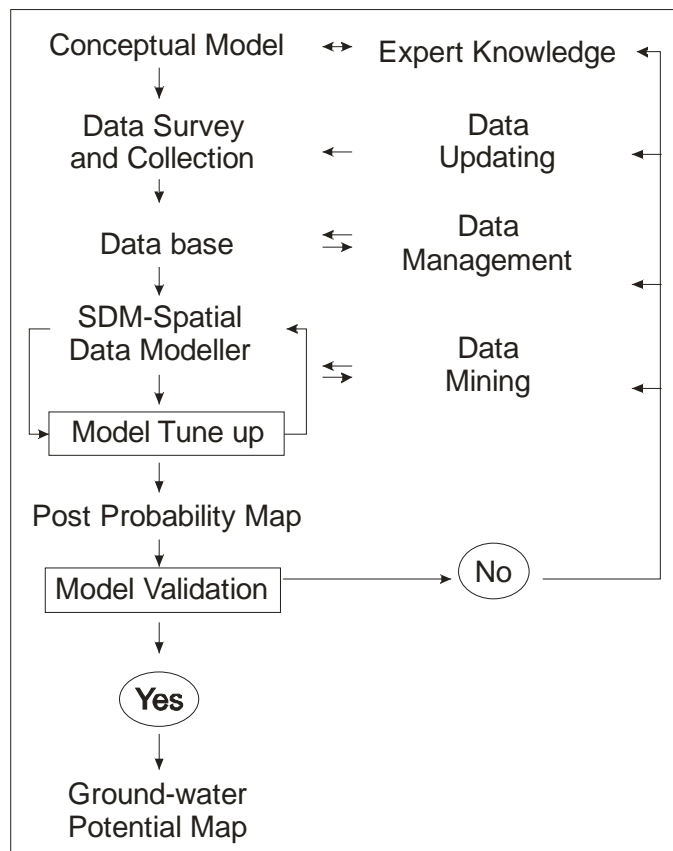 Conceptual Model
Expert Knowledge
Data Survey
and Collection
Data
Updating
Data base
Data
Management
SDM-Spatial
Data Modeller
Data
Mining
Model Tune up
Post Probability Map
Model Validation
No
Yes
Ground-water
Potential Map